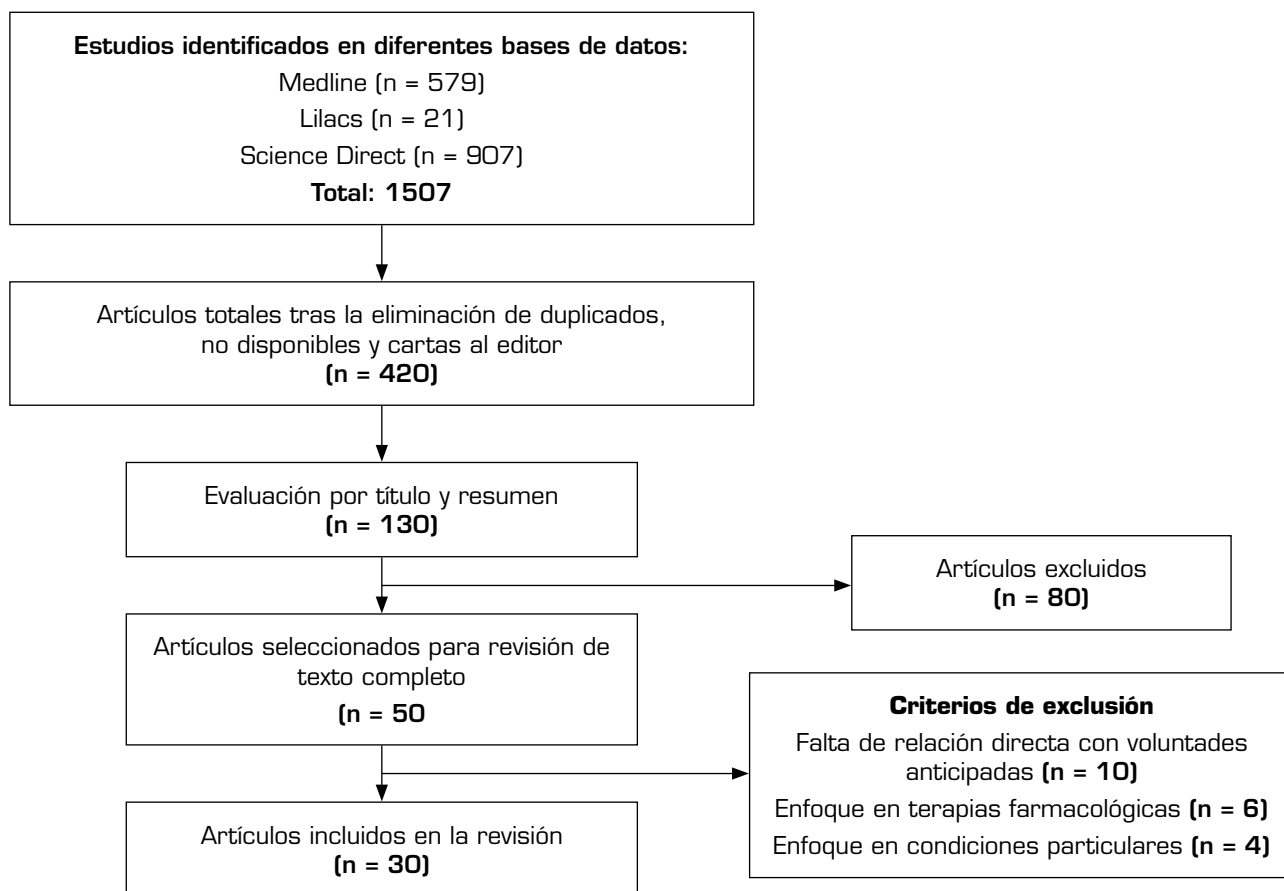 Estudios identificados en diferentes bases de datos:
Medline (n = 579)
Lilacs (n = 21)
Science Direct (n = 907)
Total: 1507
Artículos totales tras la eliminación de duplicados,
no disponibles y cartas al editor
(n = 420)
Evaluación por título y resumen
(n = 130)
Artículos excluidos
(n = 80)
Artículos seleccionados para revisión de
texto completo
(n = 50
Criterios de exclusión
Falta de relación directa con voluntades
anticipadas (n = 10)
Enfoque en terapias farmacológicas (n = 6)
Enfoque en condiciones particulares (n = 4)
Artículos incluidos en la revisión
(n = 30)